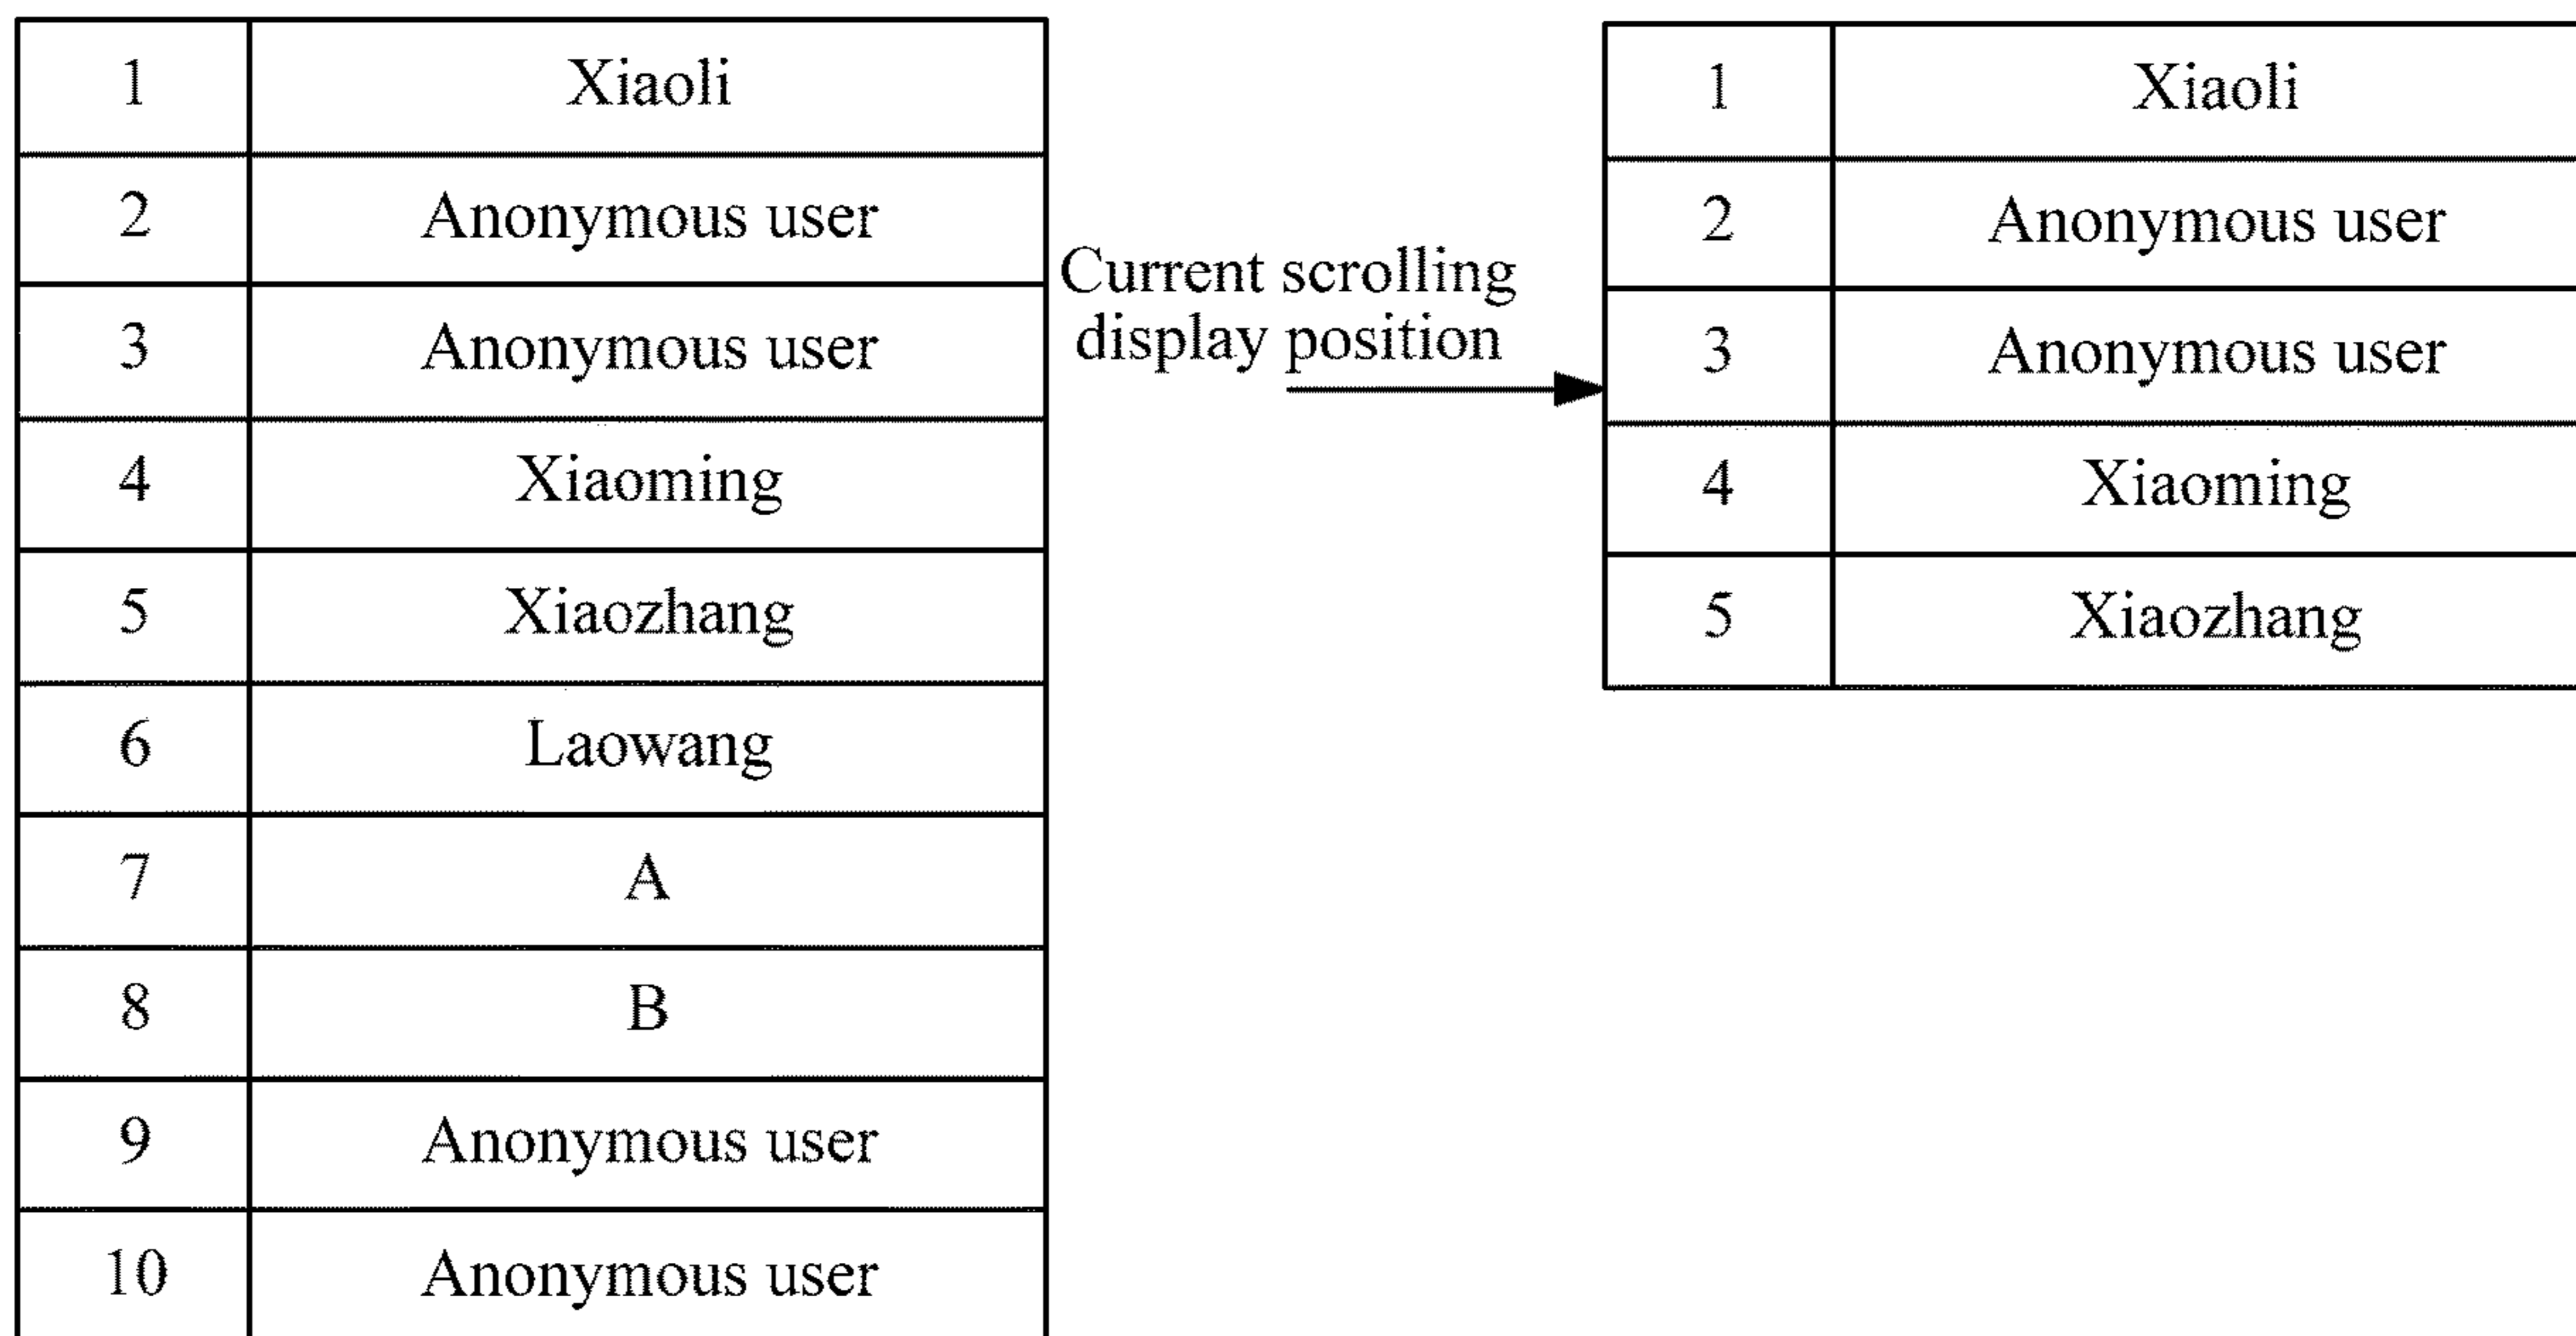 1 Xiaoli
2 Anonymous user
3 Anonymous user
4 Xiaoming
5 Xiaozhang
6 Laowang
7 A
8 B
9 Anonymous user
10 Anonymous user
Current scrolling
display position
1 Xiaoli
2 Anonymous user
3 Anonymous user
4 Xiaoming
5 Xiaozhang